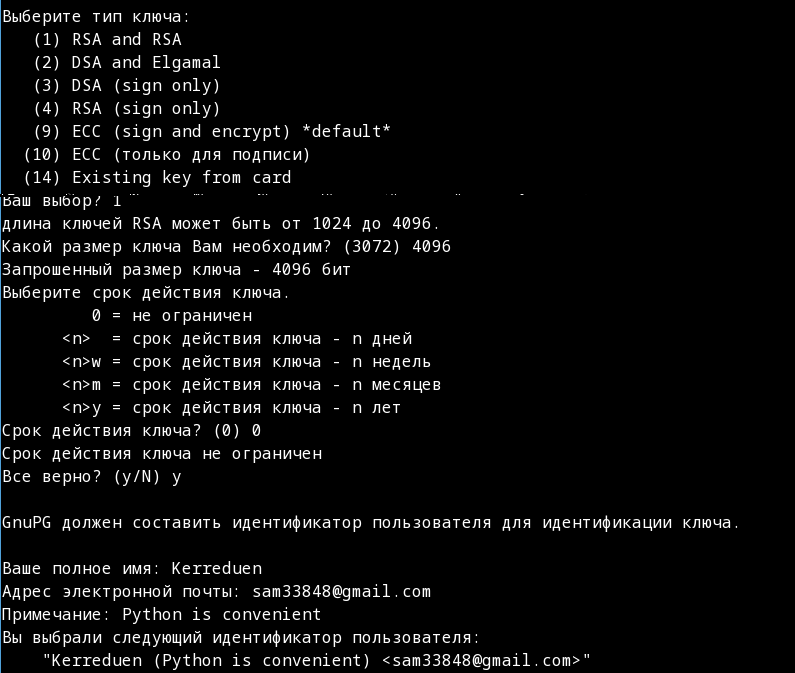 Выберите тип ключа:
   (1) RSA and RSA
   (2) DSA and Elgamal
   (3) DSA (sign only)
   (4) RSA (sign only)
   (9) ECC (sign and encrypt) *default*
  (10) ECC (только для подписи)
  (14) Existing key from card
Ваш выбор? 1
длина ключей RSA может быть от 1024 до 4096.
Какой размер ключа Вам необходим? (3072) 4096
Запрошенный размер ключа - 4096 бит
Выберите срок действия ключа.
         0 = не ограничен
      <n>  = срок действия ключа - n дней
      <n>w = срок действия ключа - n недель
      <n>m = срок действия ключа - n месяцев
      <n>y = срок действия ключа - n лет
Срок действия ключа? (0) 0
Срок действия ключа не ограничен
Все верно? (y/N) y
GnuPG должен составить идентификатор пользователя для идентификации ключа.
Ваше полное имя: Kerreduen
Адрес электронной почты: sam33848@gmail.com
Примечание: Python is convenient
Вы выбрали следующий идентификатор пользователя:
    "Kerreduen (Python is convenient) <sam33848@gmail.com>"